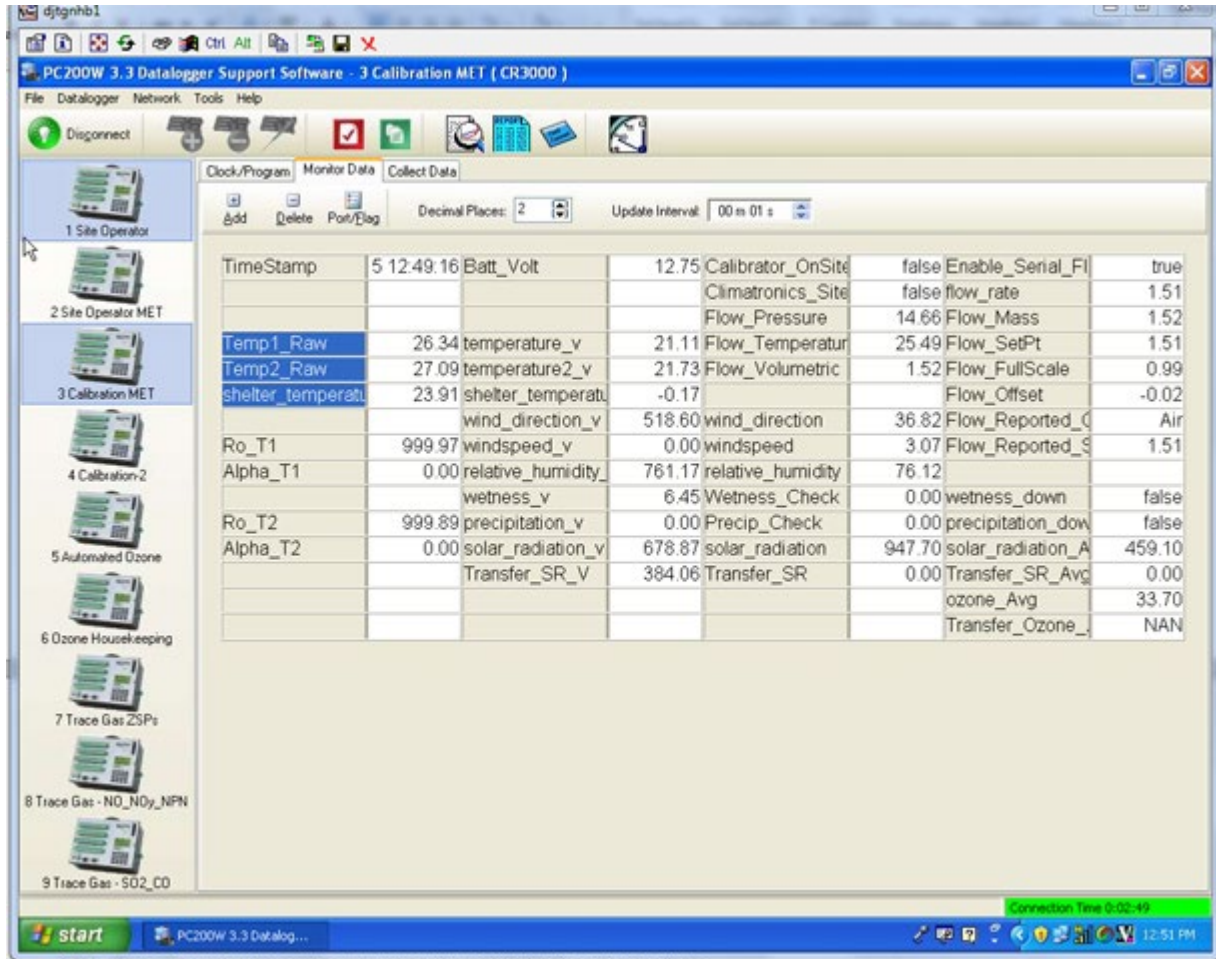 djtgnhb1
Ctrl Alt
PC200W 3.3 Datalogger Support Software - 3 Calibration MET ( CR3000 )
File Datalogger Network Tools Help
Disconnect
Clock/Program Monitor Data Collect Data
Add Delete Port/Flag Decimal Places: 2 Update Interval: 00 m 01 s
1 Site Operator
2 Site Operator MET
3 Calibration MET
4 Calibration-2
5 Automated Ozone
6 Ozone Housekeeping
7 Trace Gas ZSPs
8 Trace Gas - NO_NOy_NPN
9 Trace Gas - SO2_CO
TimeStamp 5 12:49:16 Batt_Volt 12.75 Calibrator_OnSite false Enable_Serial_Fl true
Climatronics_Site false flow_rate 1.51
Flow_Pressure 14.66 Flow_Mass 1.52
Temp1_Raw 26.34 temperature_v 21.11 Flow_Temperatur 25.49 Flow_SetPt 1.51
Temp2_Raw 27.09 temperature2_v 21.73 Flow_Volumetric 1.52 Flow_FullScale 0.99
shelter_temperatu 23.91 shelter_temperatu -0.17 Flow_Offset -0.02
wind_direction_v 518.60 wind_direction 36.82 Flow_Reported_G Air
Ro_T1 999.97 windspeed_v 0.00 windspeed 3.07 Flow_Reported_S 1.51
Alpha_T1 0.00 relative_humidity_ 761.17 relative_humidity 76.12
wetness_v 6.45 Wetness_Check 0.00 wetness_down false
Ro_T2 999.89 precipitation_v 0.00 Precip_Check 0.00 precipitation_dow false
Alpha_T2 0.00 solar_radiation_v 678.87 solar_radiation 947.70 solar_radiation_A 459.10
Transfer_SR_V 384.06 Transfer_SR 0.00 Transfer_SR_Avg 0.00
ozone_Avg 33.70
Transfer_Ozone_ NAN
Connection Time 0:02:49
start PC200W 3.3 Datalog... 12:51 PM